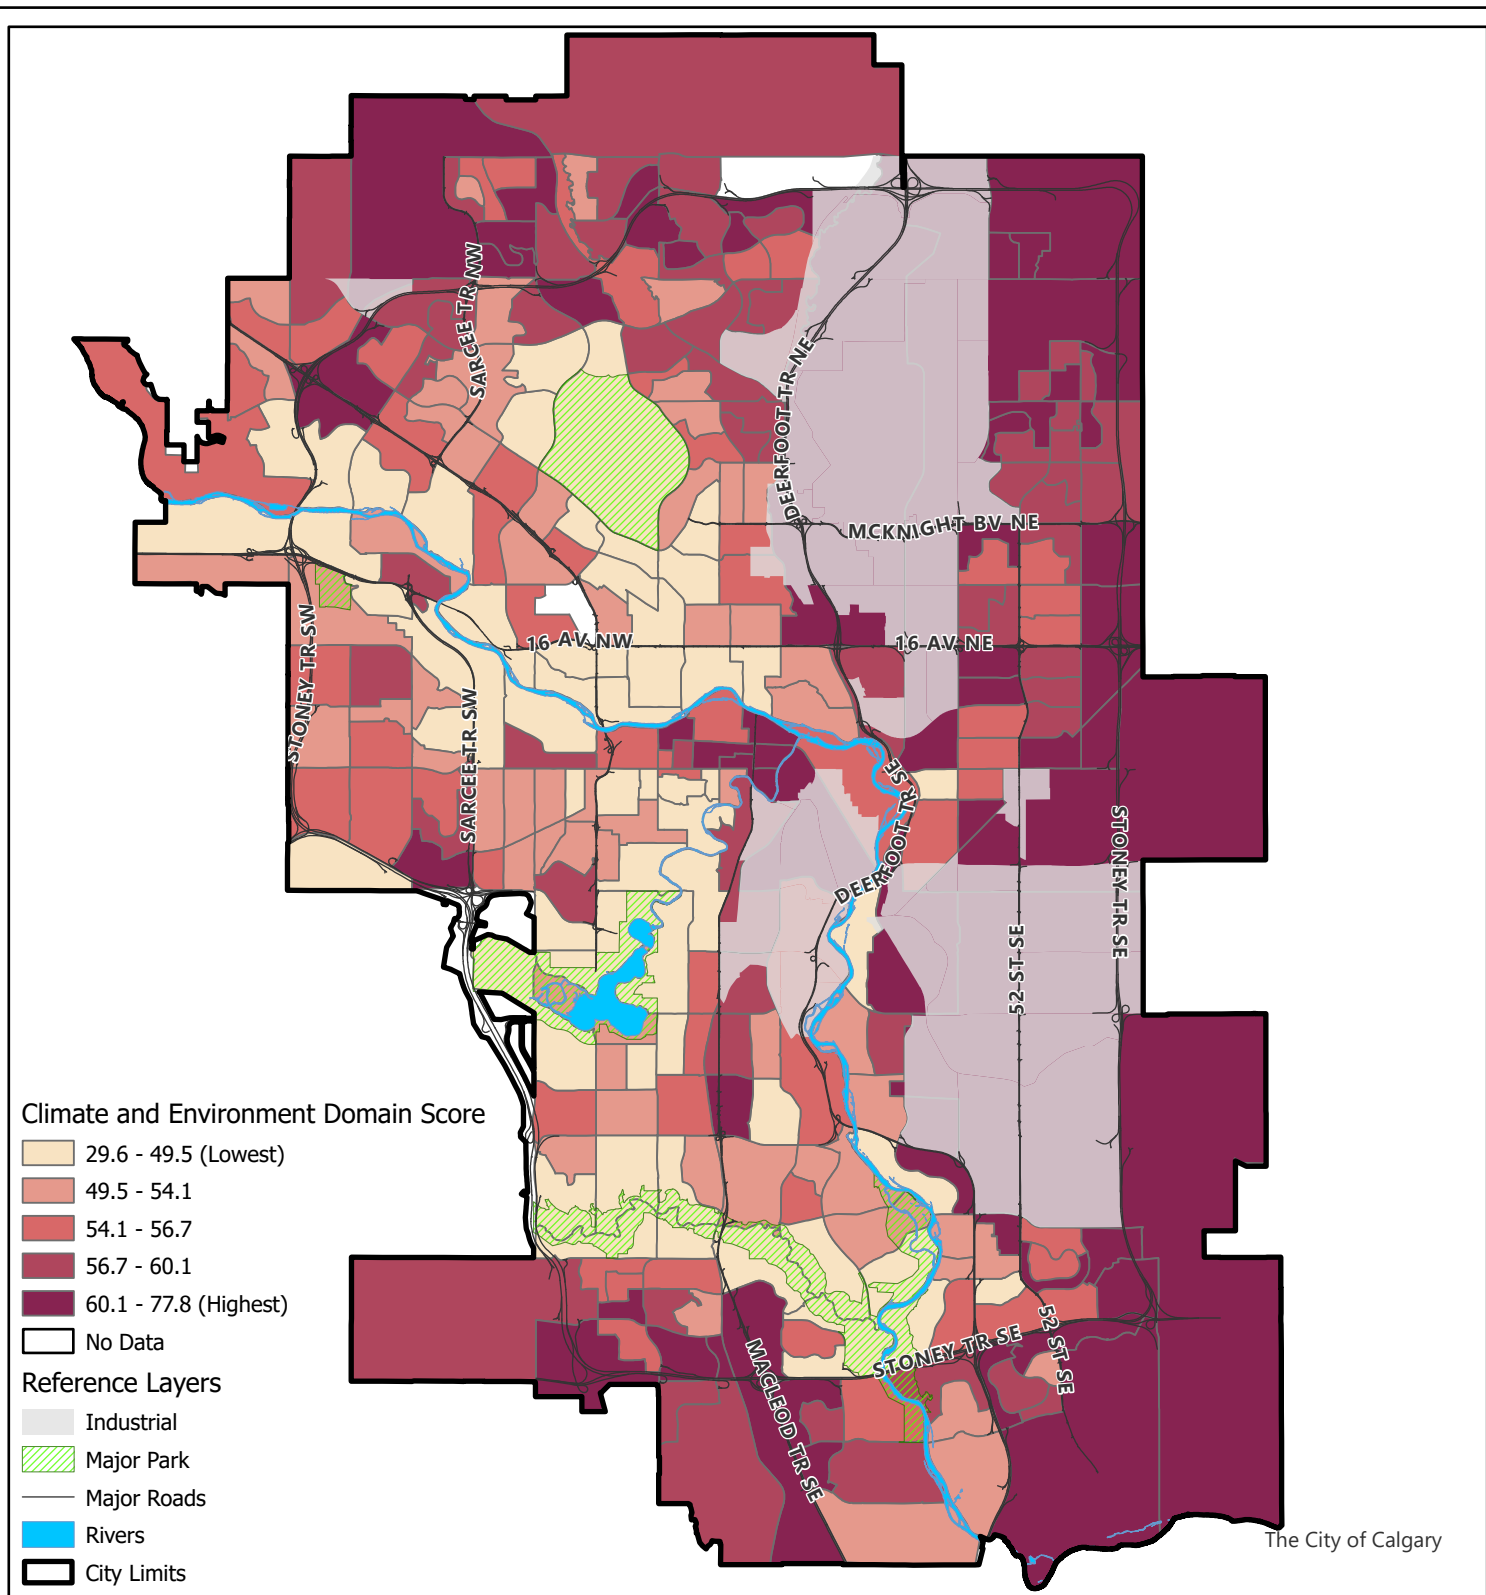 SARCEE TR NW
DEERFOOT TR NE
MCKNIGHT BV NE
16 AV NW
16 AV NE
STONEY TR SW
SARCEE TR SW
DEERFOOT TR SE
STONEY TR SE
52 ST SE
Climate and Environment Domain Score
29.6 - 49.5 (Lowest)
49.5 - 54.1
54.1 - 56.7
56.7 - 60.1
60.1 - 77.8 (Highest)
No Data
Reference Layers
Industrial
Major Park
Major Roads
Rivers
City Limits
MACLEOD TR SE
STONEY TR SE
52 ST SE
The City of Calgary